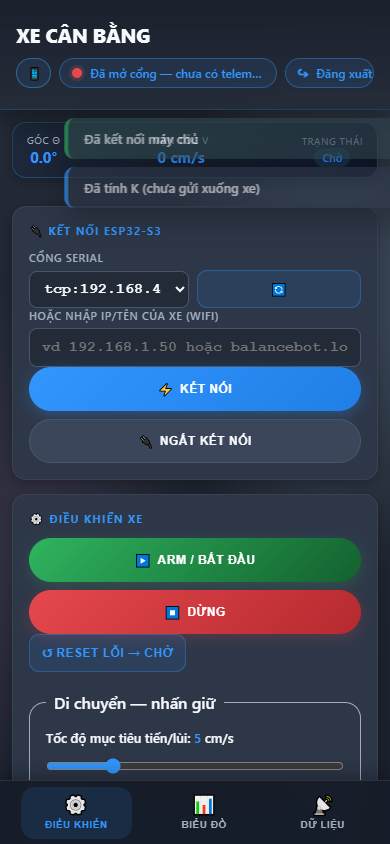 XE CÂN BẰNG
Đã mở cổng — chưa có telem...
Đăng xuất
GÓC Θ
V
TRẠNG THÁI
Đã kết nối máy chủ
0.0°
0 cm/s
Chờ
Đã tính K (chưa gửi xuống xe)
KẾT NỐI ESP32-S3
CỔNG SERIAL
tcp:192.168.4
HOẶC NHẬP IP/TÊN CỦA XE (WIFI)
vd 192.168.1.50 hoặc balancebot.lo
KẾT NỐI
NGẮT KẾT NỐI
ĐIỀU KHIỂN XE
ARM / BẮT ĐẦU
DỪNG
↺ RESET LỖI → CHỜ
Di chuyển — nhấn giữ
Tốc độ mục tiêu tiến/lùi: 5 cm/s
ĐIỀU KHIỂN
BIỂU ĐỒ
DỮ LIỆU